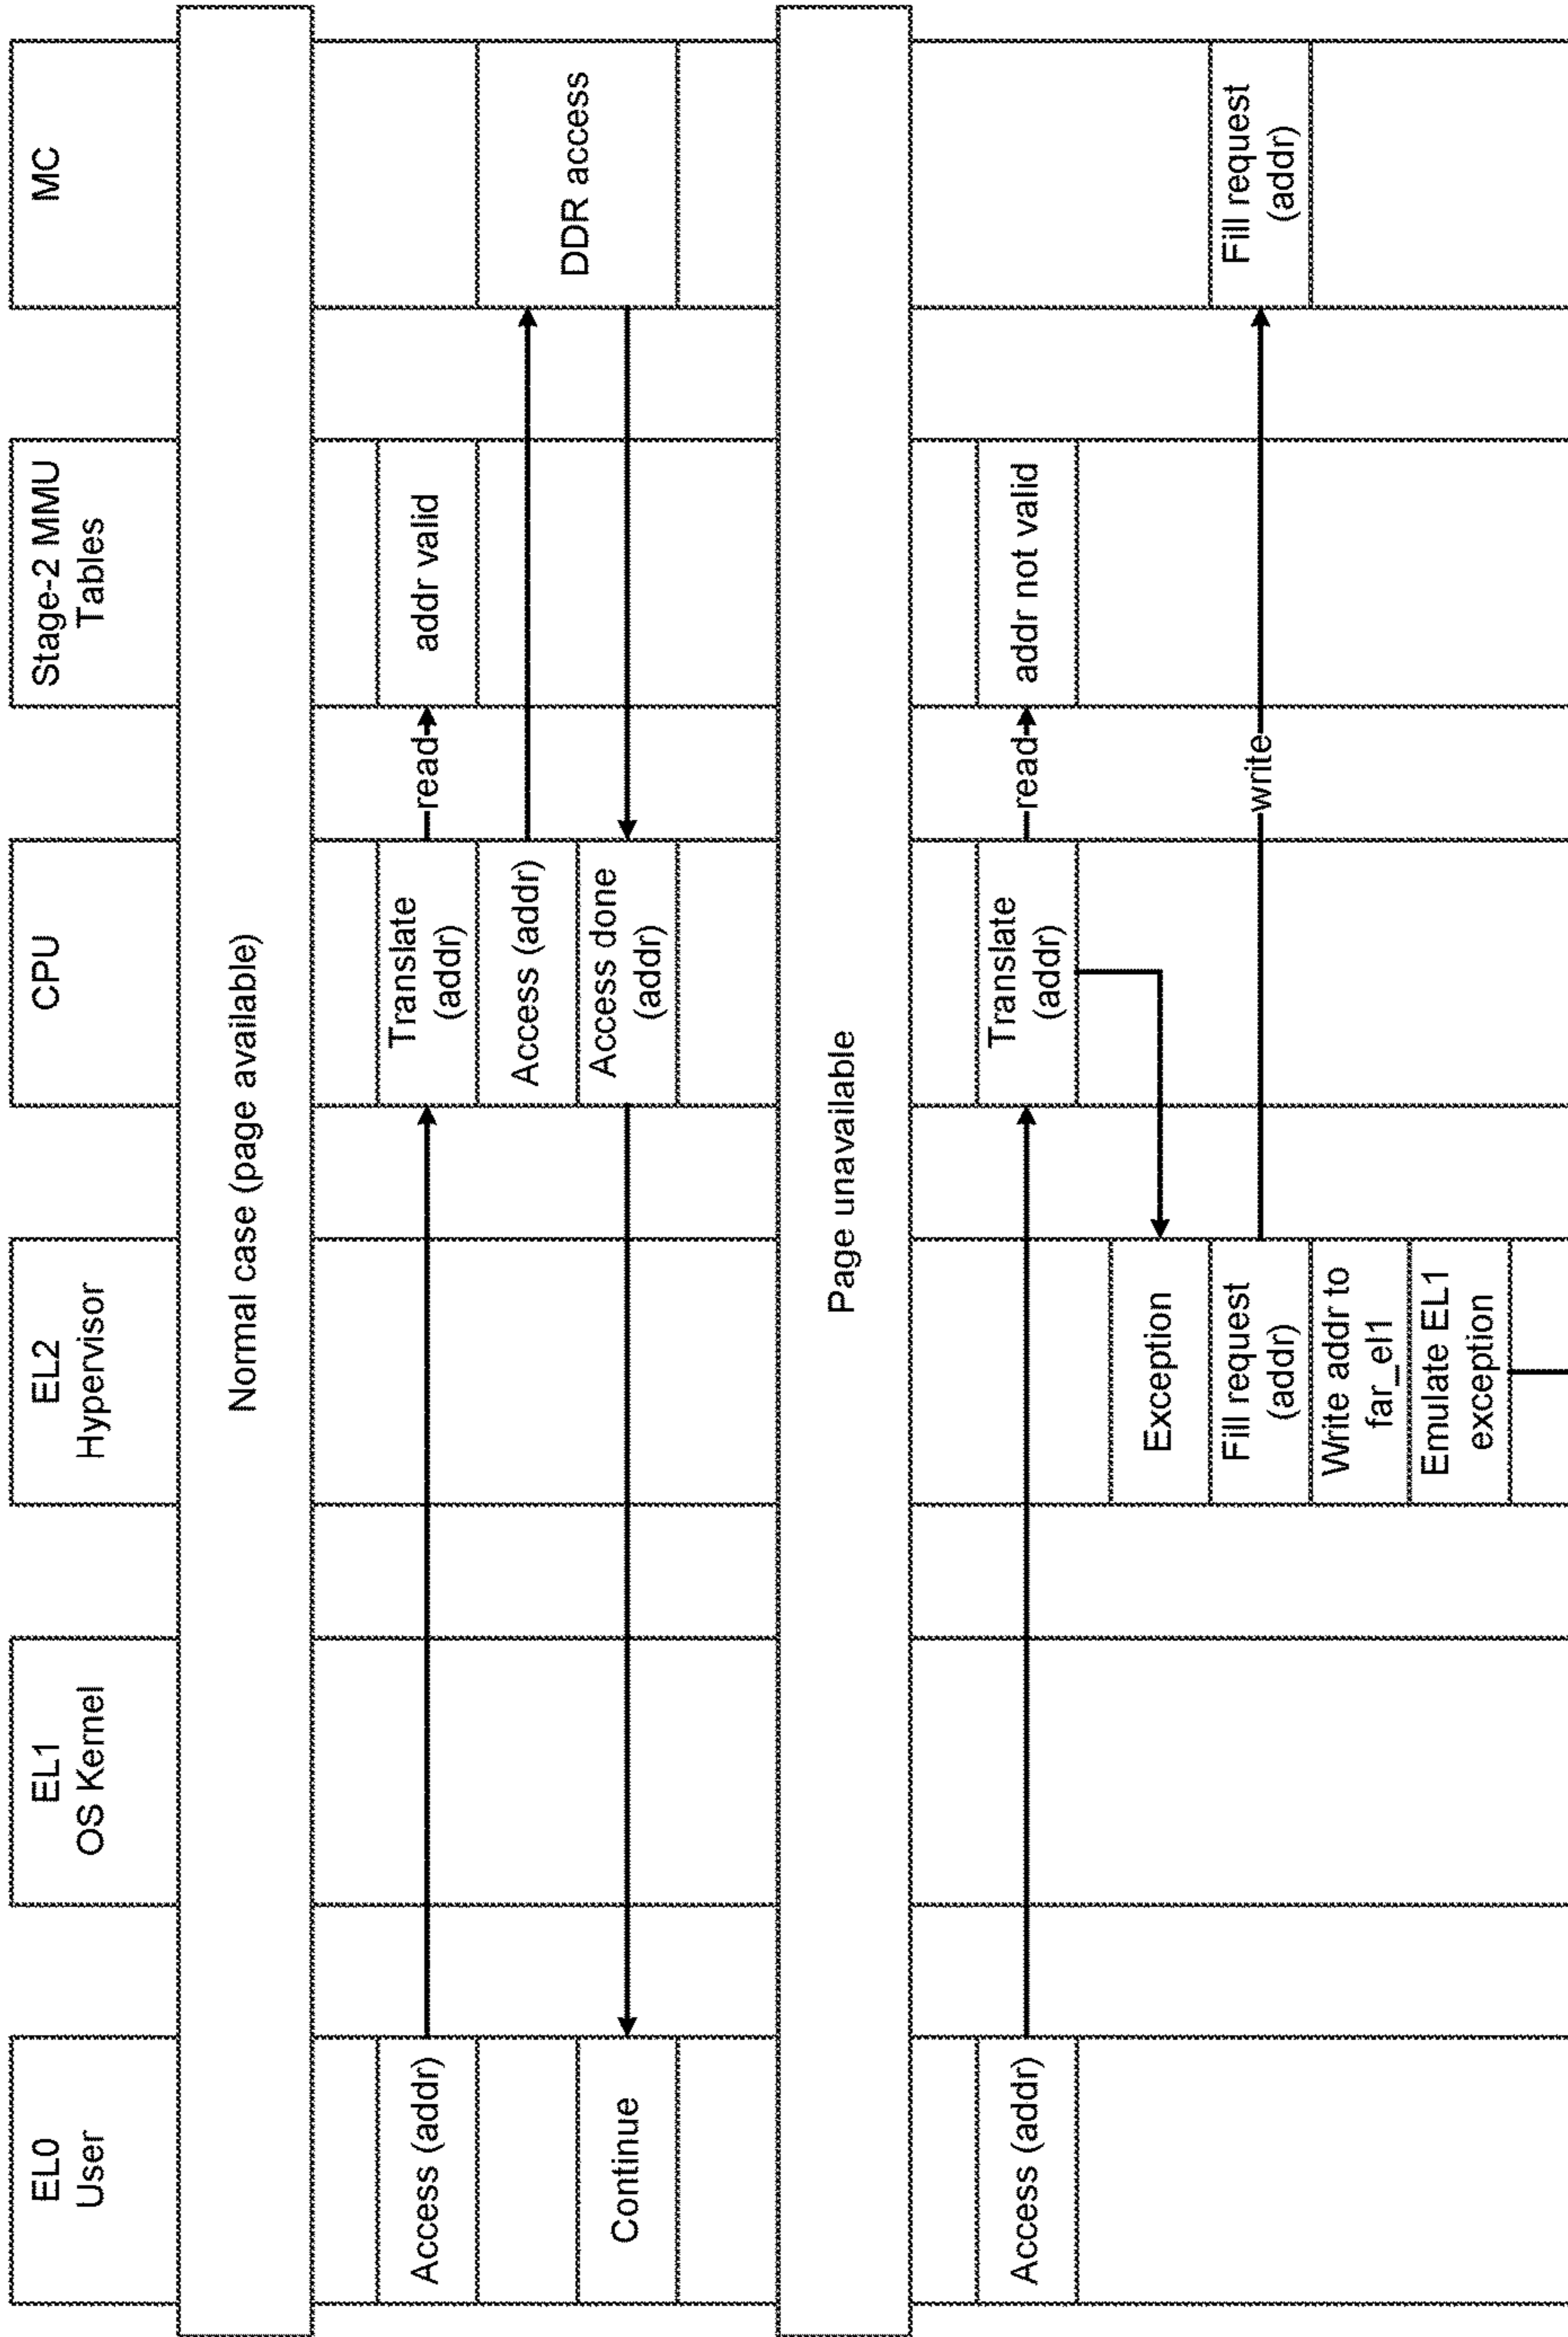 EL0
User
EL1
OS Kernel
EL2
Hypervisor
CPU
Stage-2 MMU
Tables
MC
Normal case (page available)
Access (addr)
Translate
(addr)
read
addr valid
Access (addr)
DDR access
Continue
Access done
(addr)
Page unavailable
Access (addr)
Translate
(addr)
read
addr not valid
Exception
Fill request
(addr)
write
Fill request
(addr)
Write addr to
far_el1
Emulate EL1
exception